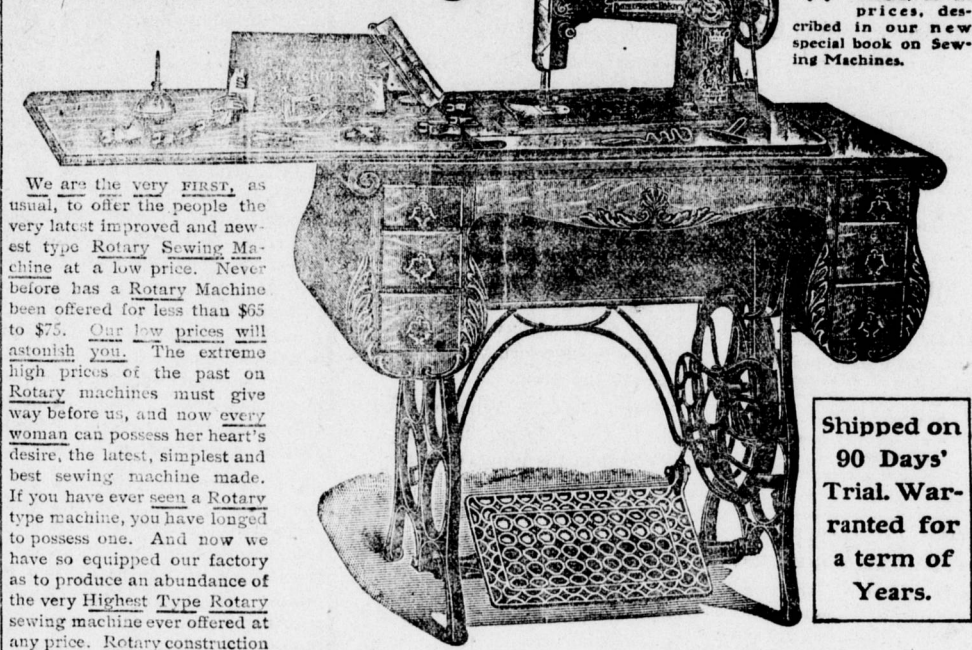 prices, des-
cribed in our new
special book on Sew-
ing Machines.
We are the very FIRST, as
usual, to offer the people the
very latest improved and new-
est type Rotary Sewing Ma-
chine at a low price. Never
before has a Rotary Machine
been offered for less than $65
to $75. Our low prices will
astonish you. The extreme
high prices of the past on
Rotary machines must give
way before us, and now every
woman can possess her heart's
desire, the latest, simplest and
best sewing machine made.
If you have ever seen a Rotary
type machine, you have longed
to possess one. And now we
have so equipped our factory
as to produce an abundance of
the very Highest Type Rotary
sewing machine ever offered at
any price. Rotary construction
Shipped on
90 Days'
Trial. War-
ranted for
a term of
Years.